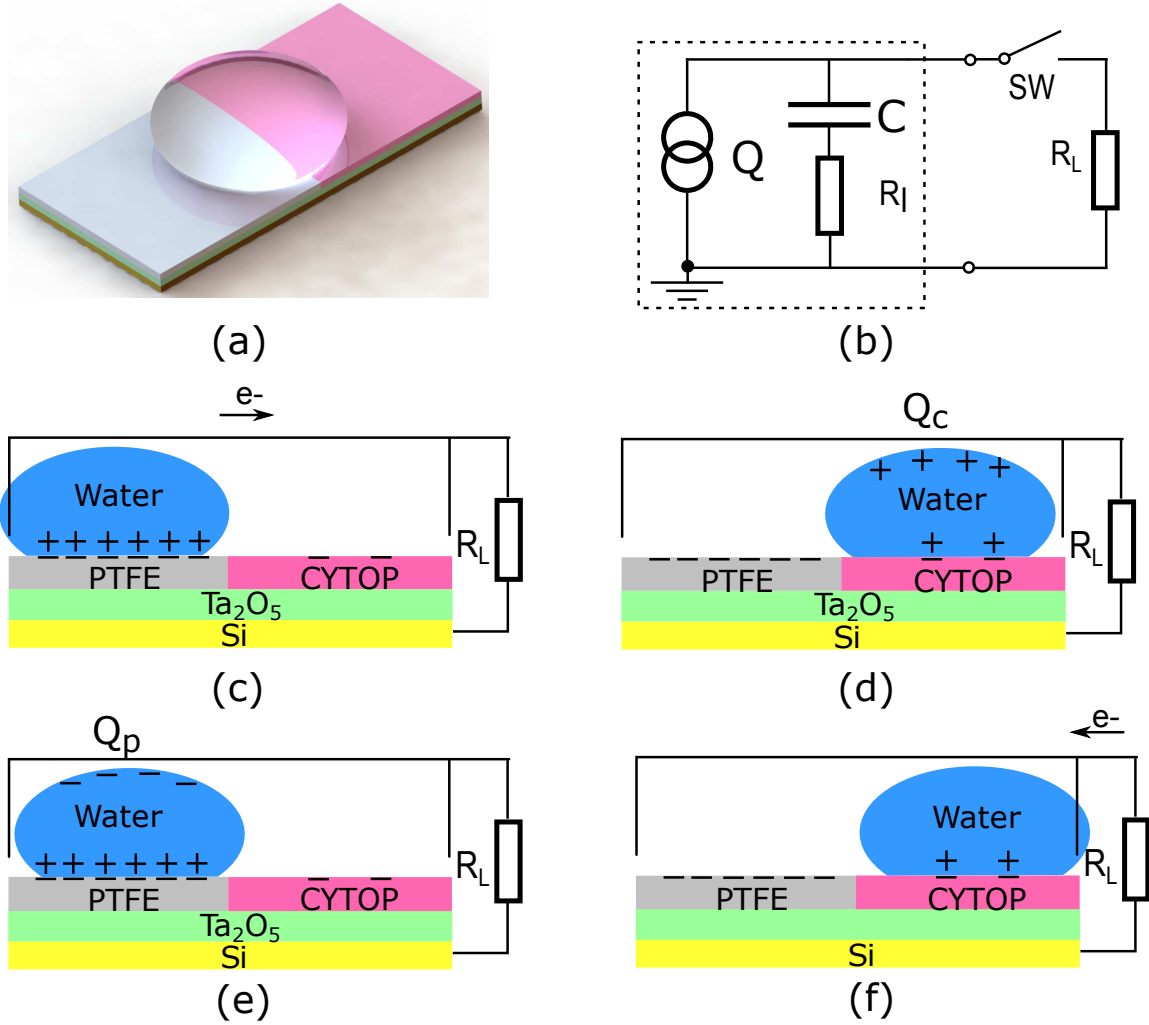 Q
C
R_I
SW
R_L
(a)
(b)
e-
Water
++ + + + +
R_L
PTFE
CYTOP
Ta₂O₅
Si
(c)
Q_c
+ + + +
Water
+ +
R_L
PTFE
CYTOP
Ta₂O₅
Si
(d)
Q_p
Water
++ + + + +
R_L
PTFE
CYTOP
Ta₂O₅
Si
(e)
e-
Water
+ +
R_L
PTFE
CYTOP
Si
(f)